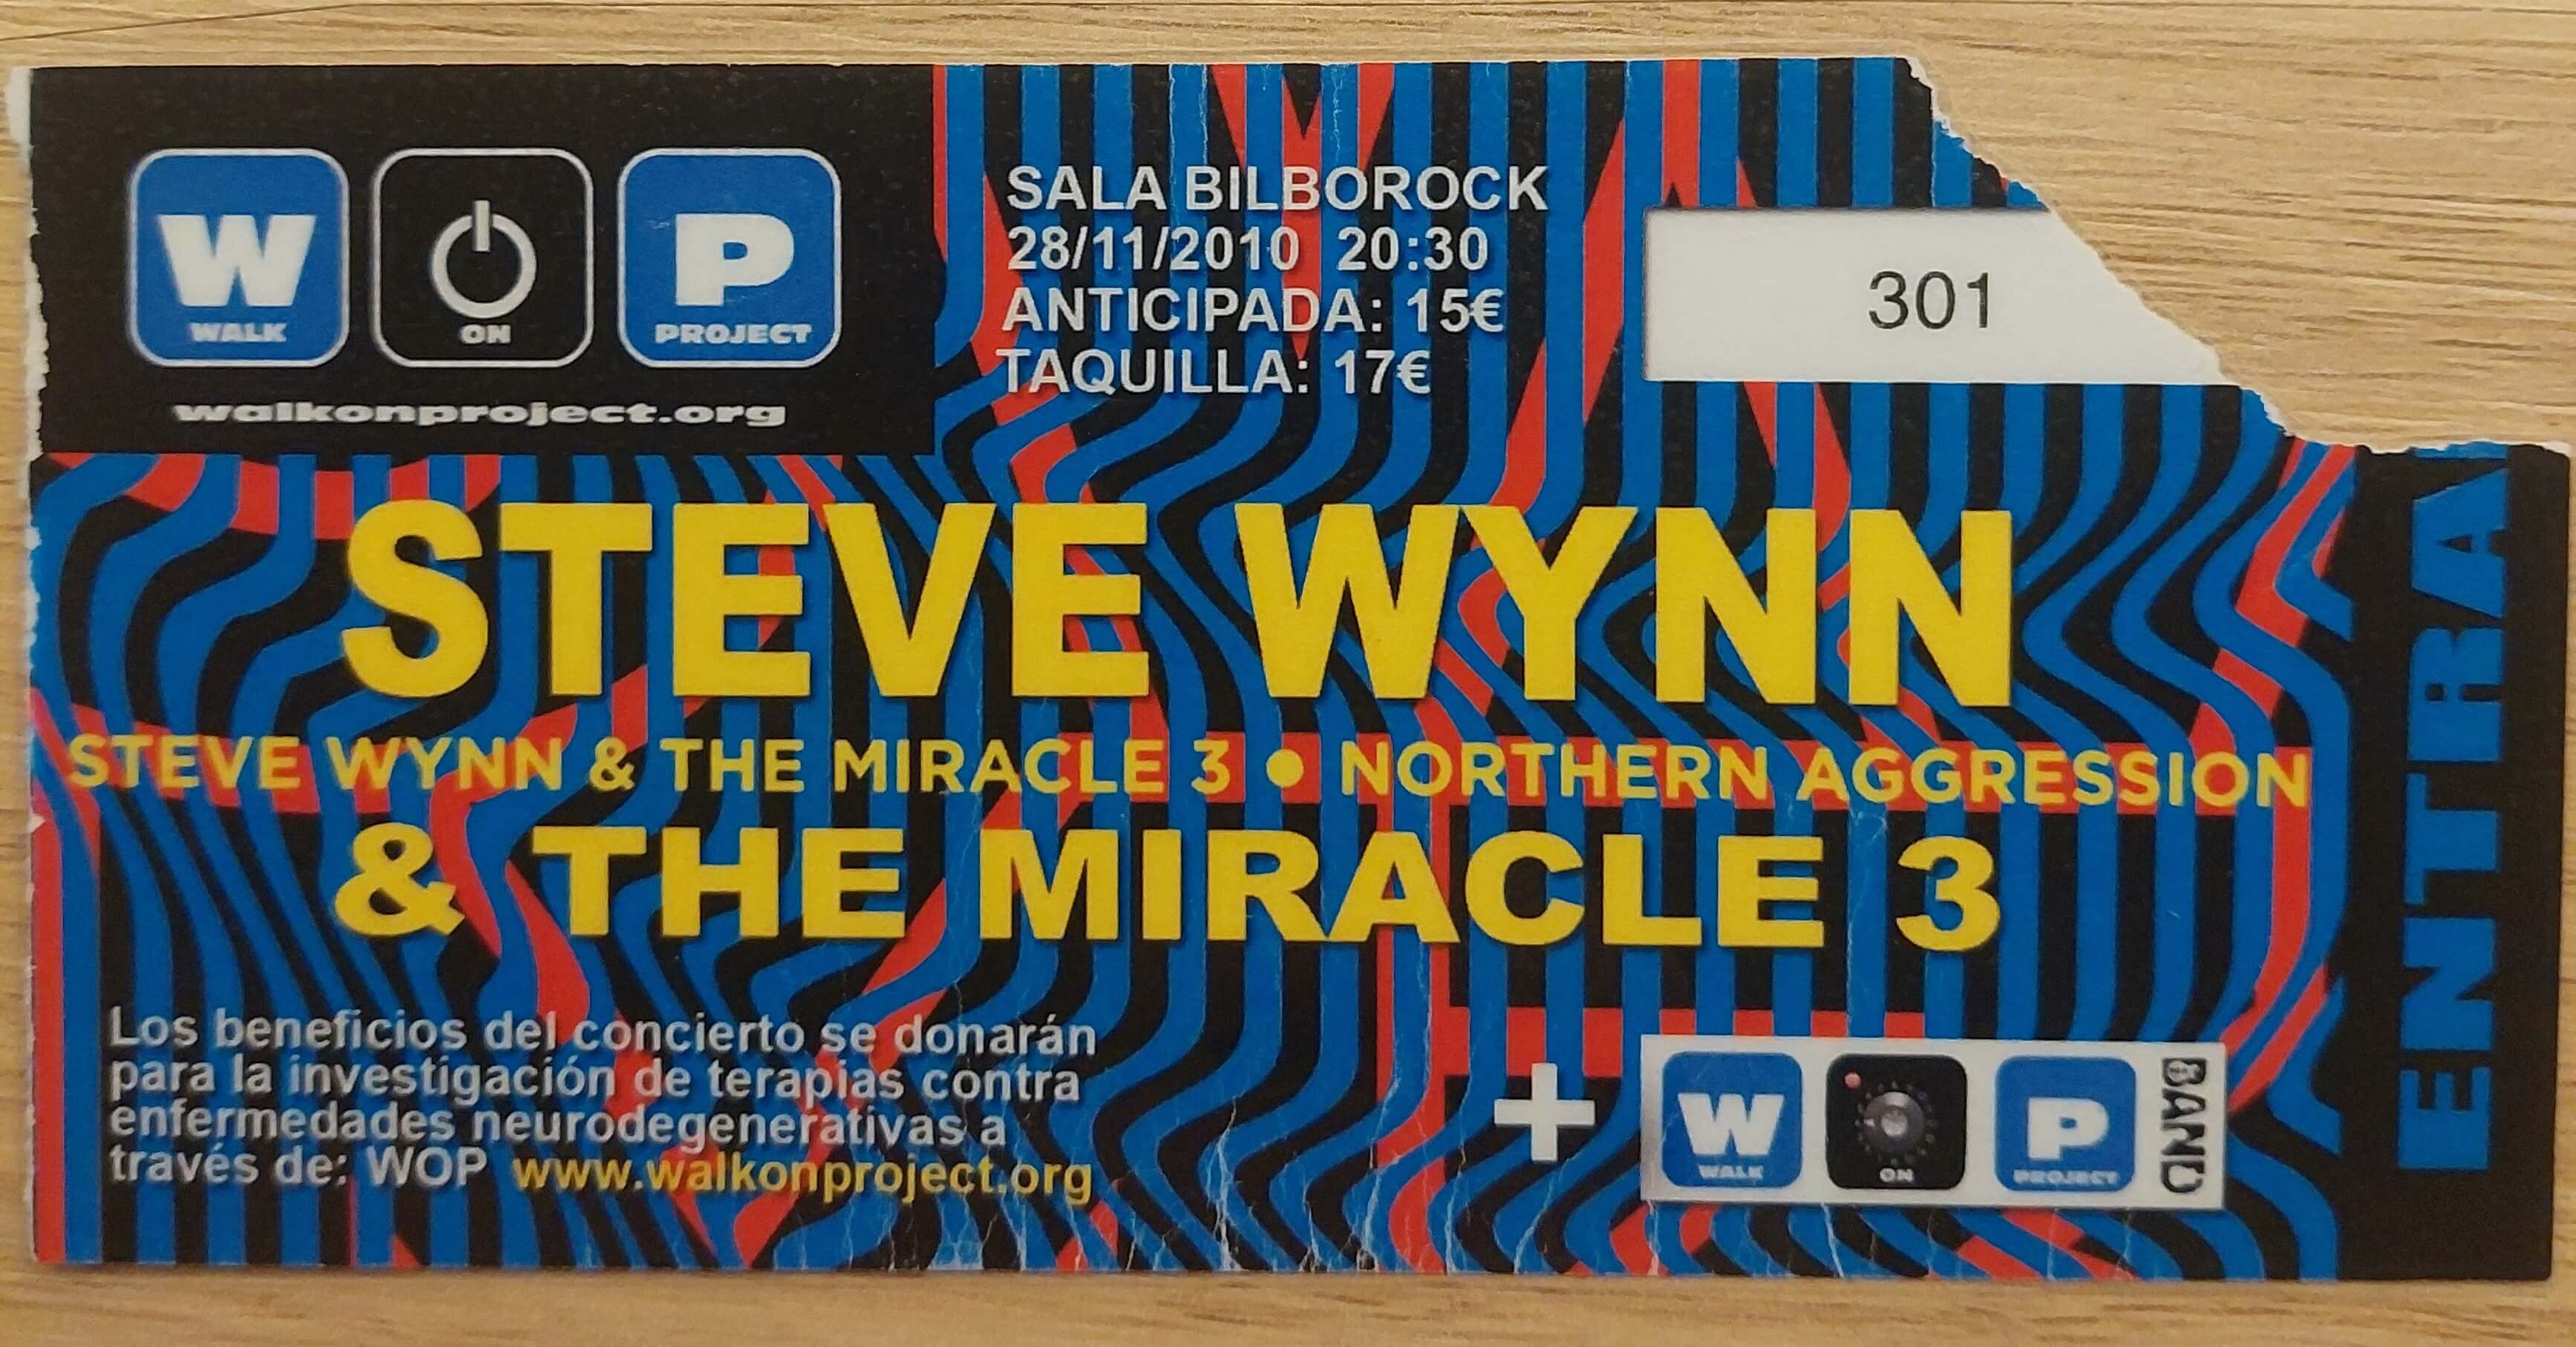 W
WALK
ON
P
PROJECT
walkonproject.org
SALA BILBOROCK
28/11/2010 20:30
ANTICIPADA: 15€
TAQUILLA: 17€
301
STEVE WYNN
STEVE WYNN & THE MIRACLE 3 • NORTHERN AGGRESSION
& THE MIRACLE 3
Los beneficios del concierto se donarán
para la investigación de terapias contra
enfermedades neurodegenerativas a
través de: WOP www.walkonproject.org
+
W
WALK
ON
P
PROJECT
BAND
ENTRA